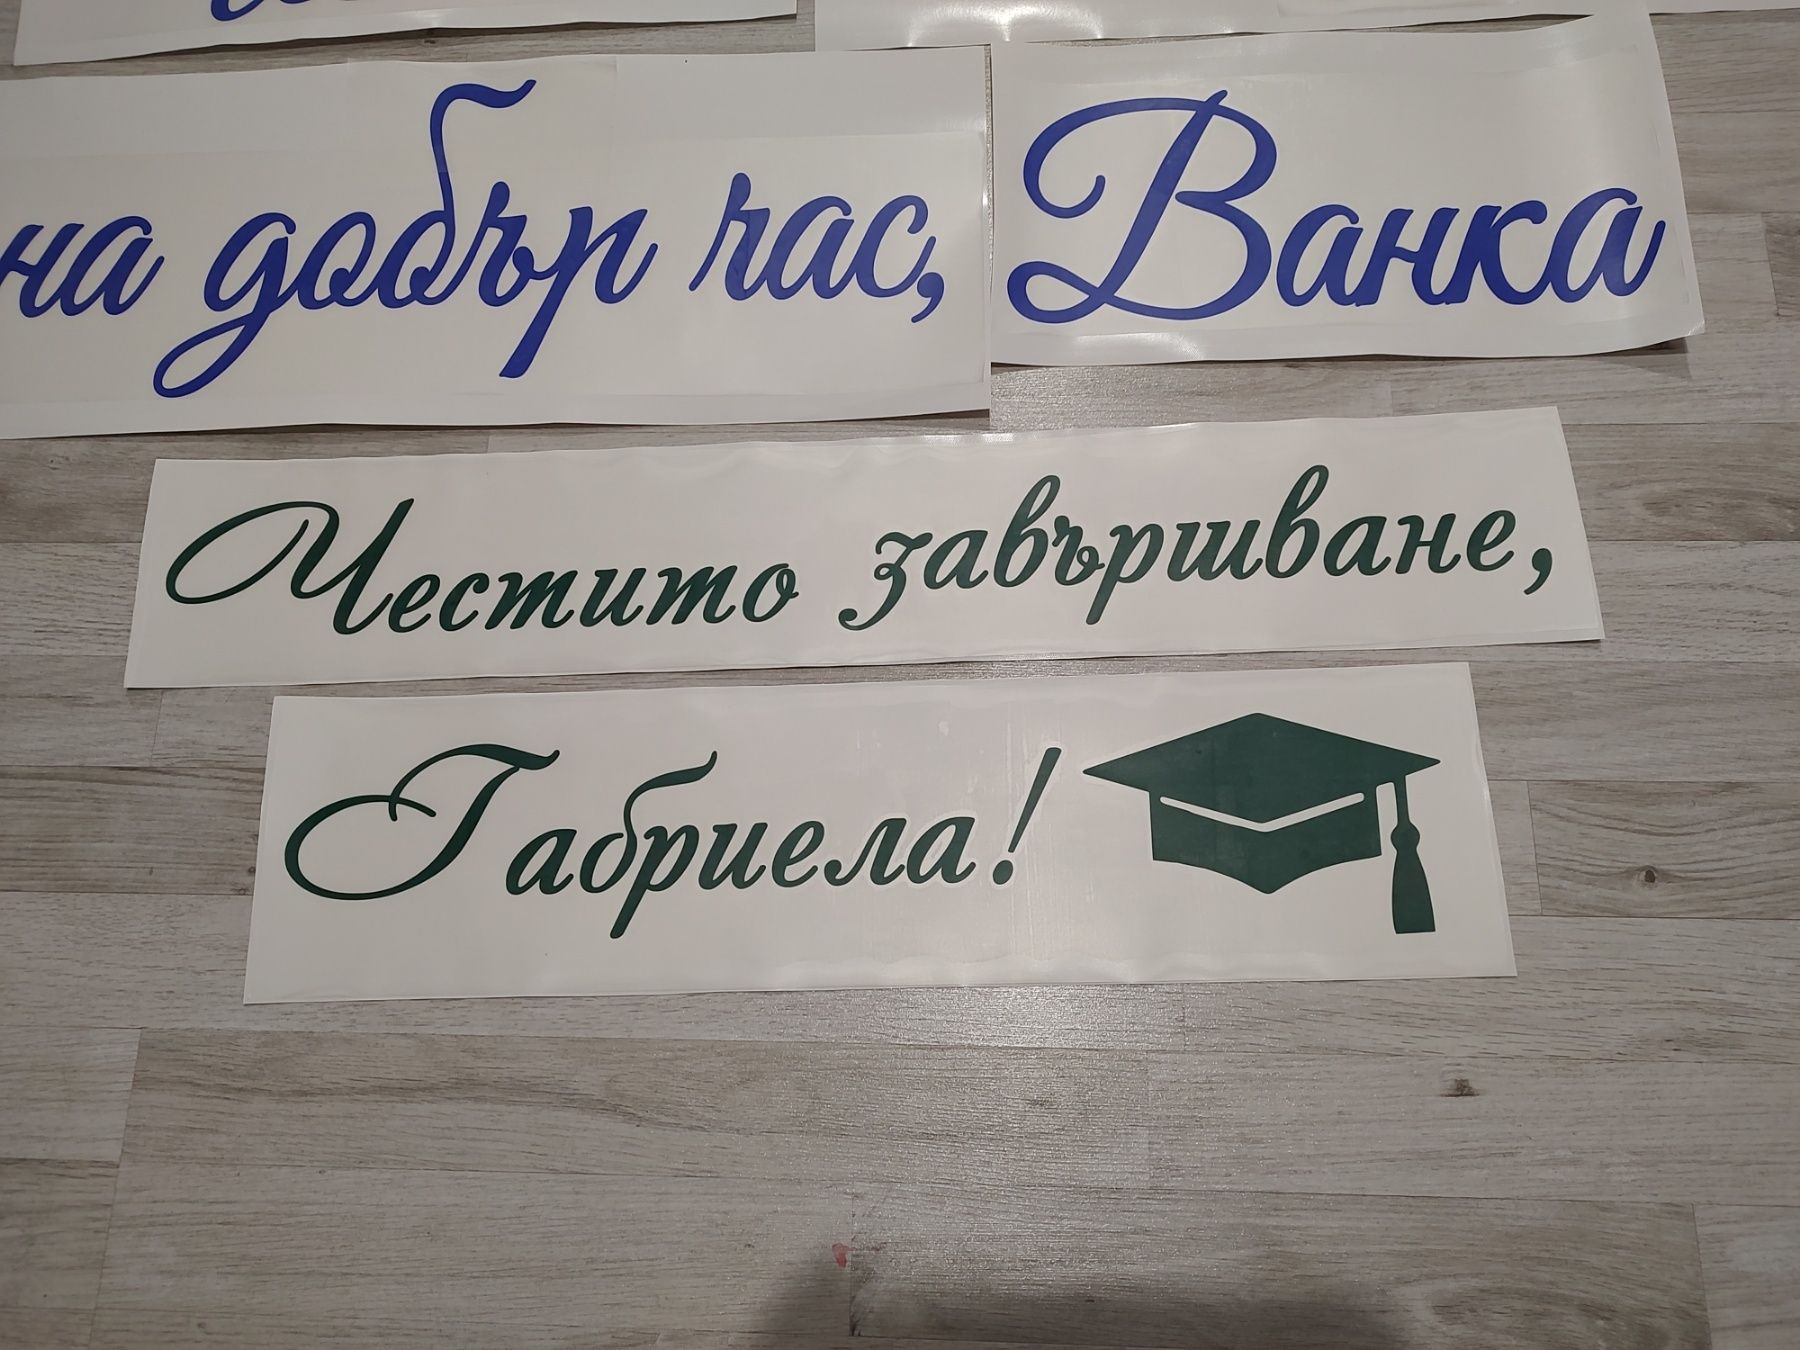 на добър час, Ванка
Честито завършване,
Габриела!